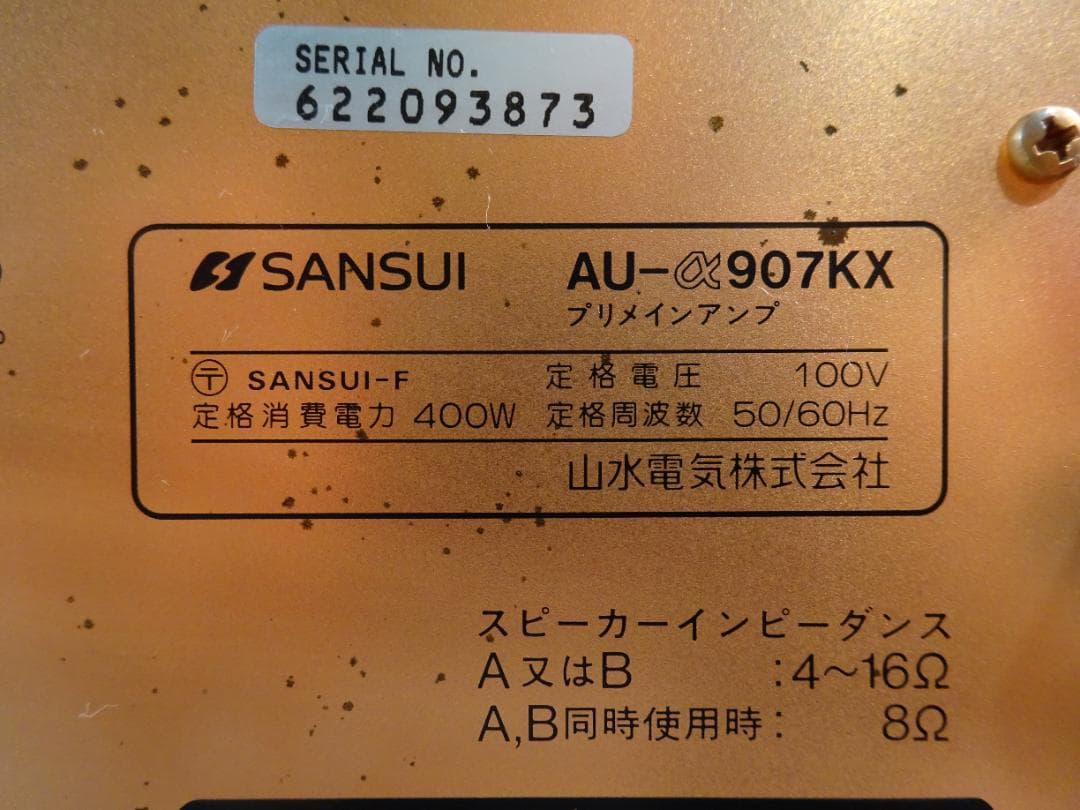 SERIAL NO.
622093873
SANSUI AU-α907KX
プリメインアンプ
〒 SANSUI-F 定格電圧 100V
定格消費電力 400W 定格周波数 50/60Hz
山水電気株式会社
スピーカーインピーダンス
A又はB :4～16Ω
A,B同時使用時: 8Ω